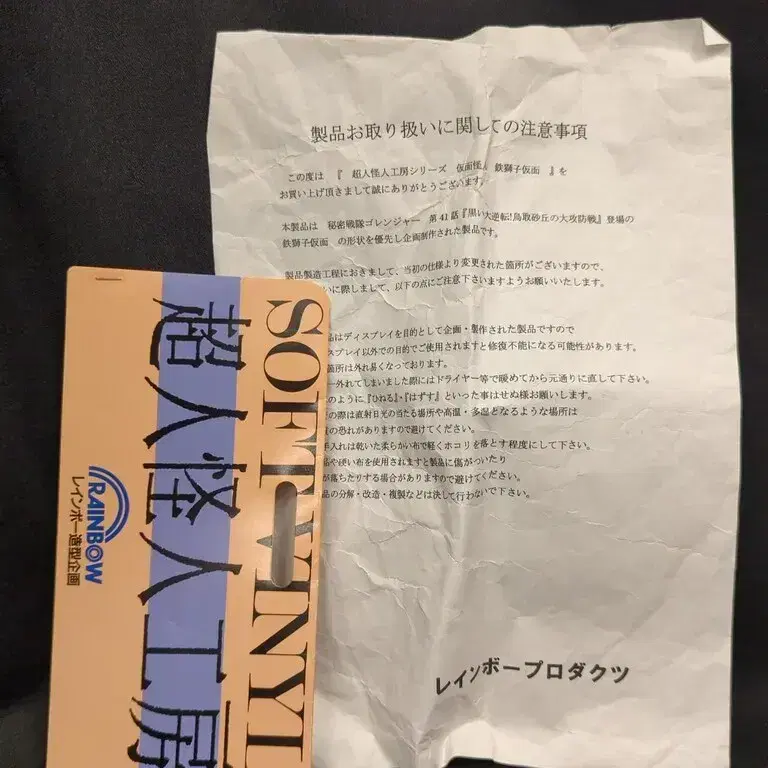 製品お取り扱いに関しての注意事項
この度は 『 超人怪人工房シリーズ 仮面怪 鉄獅子仮面 』を
お買い上げ頂きまして誠にありがとうございます。
本製品は 秘密戦隊ゴレンジャー 第41話『黒い大逆転!鳥取砂丘の大攻防戦』登場の
鉄獅子仮面 の形状を優先し企画制作された製品です。
製品製造工程におきまして、当初の仕様より変更された箇所がございますので、
いに際しまして、以下の点にご注意下さいますようお願いいたします。
品はディスプレイを目的として企画・製作された製品ですので
スプレイ以外での目的でご使用されますと修復不能になる可能性があります。
箇所は外れ易くなっております。
一外れてしまいました際にはドライヤー等で暖めてから元通りに直して下さい。
のように『ひねる』・『はずす』といった事はせぬ様お願いします。
の際は直射日光の当たる場所や高温・多湿となるような場所は
の恐れがありますので避けてください。
手入れは乾いた柔らかい布で軽くホコリを落とす程度にして下さい。
品や硬い布を使用されますと製品に傷がついたり
が落ちたりする場合がありますので避けてください。
品の分解・改造・複製などは決して行わないで下さい。
レインボープロダクツ
SOFT VINYL
超人怪人工房
RAINBOW
レインボー造型企画